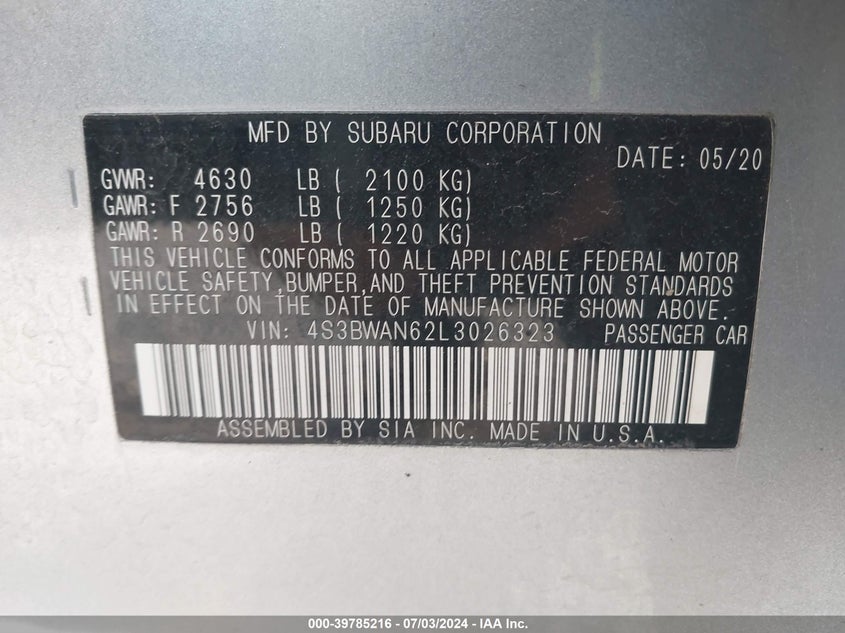 MFD BY SUBARU CORPORATION
DATE: 05/20
GVWR: 4630 LB ( 2100 KG)
GAWR: F 2756 LB ( 1250 KG)
GAWR: R 2690 LB ( 1220 KG)
THIS VEHICLE CONFORMS TO ALL APPLICABLE FEDERAL MOTOR
VEHICLE SAFETY,BUMPER,AND THEFT PREVENTION STANDARDS
IN EFFECT ON THE DATE OF MANUFACTURE SHOWN ABOVE.
VIN: 4S3BWAN62L3026323 PASSENGER CAR
ASSEMBLED BY SIA INC. MADE IN U.S.A.
000-39785216 - 07/03/2024 - IAA Inc.